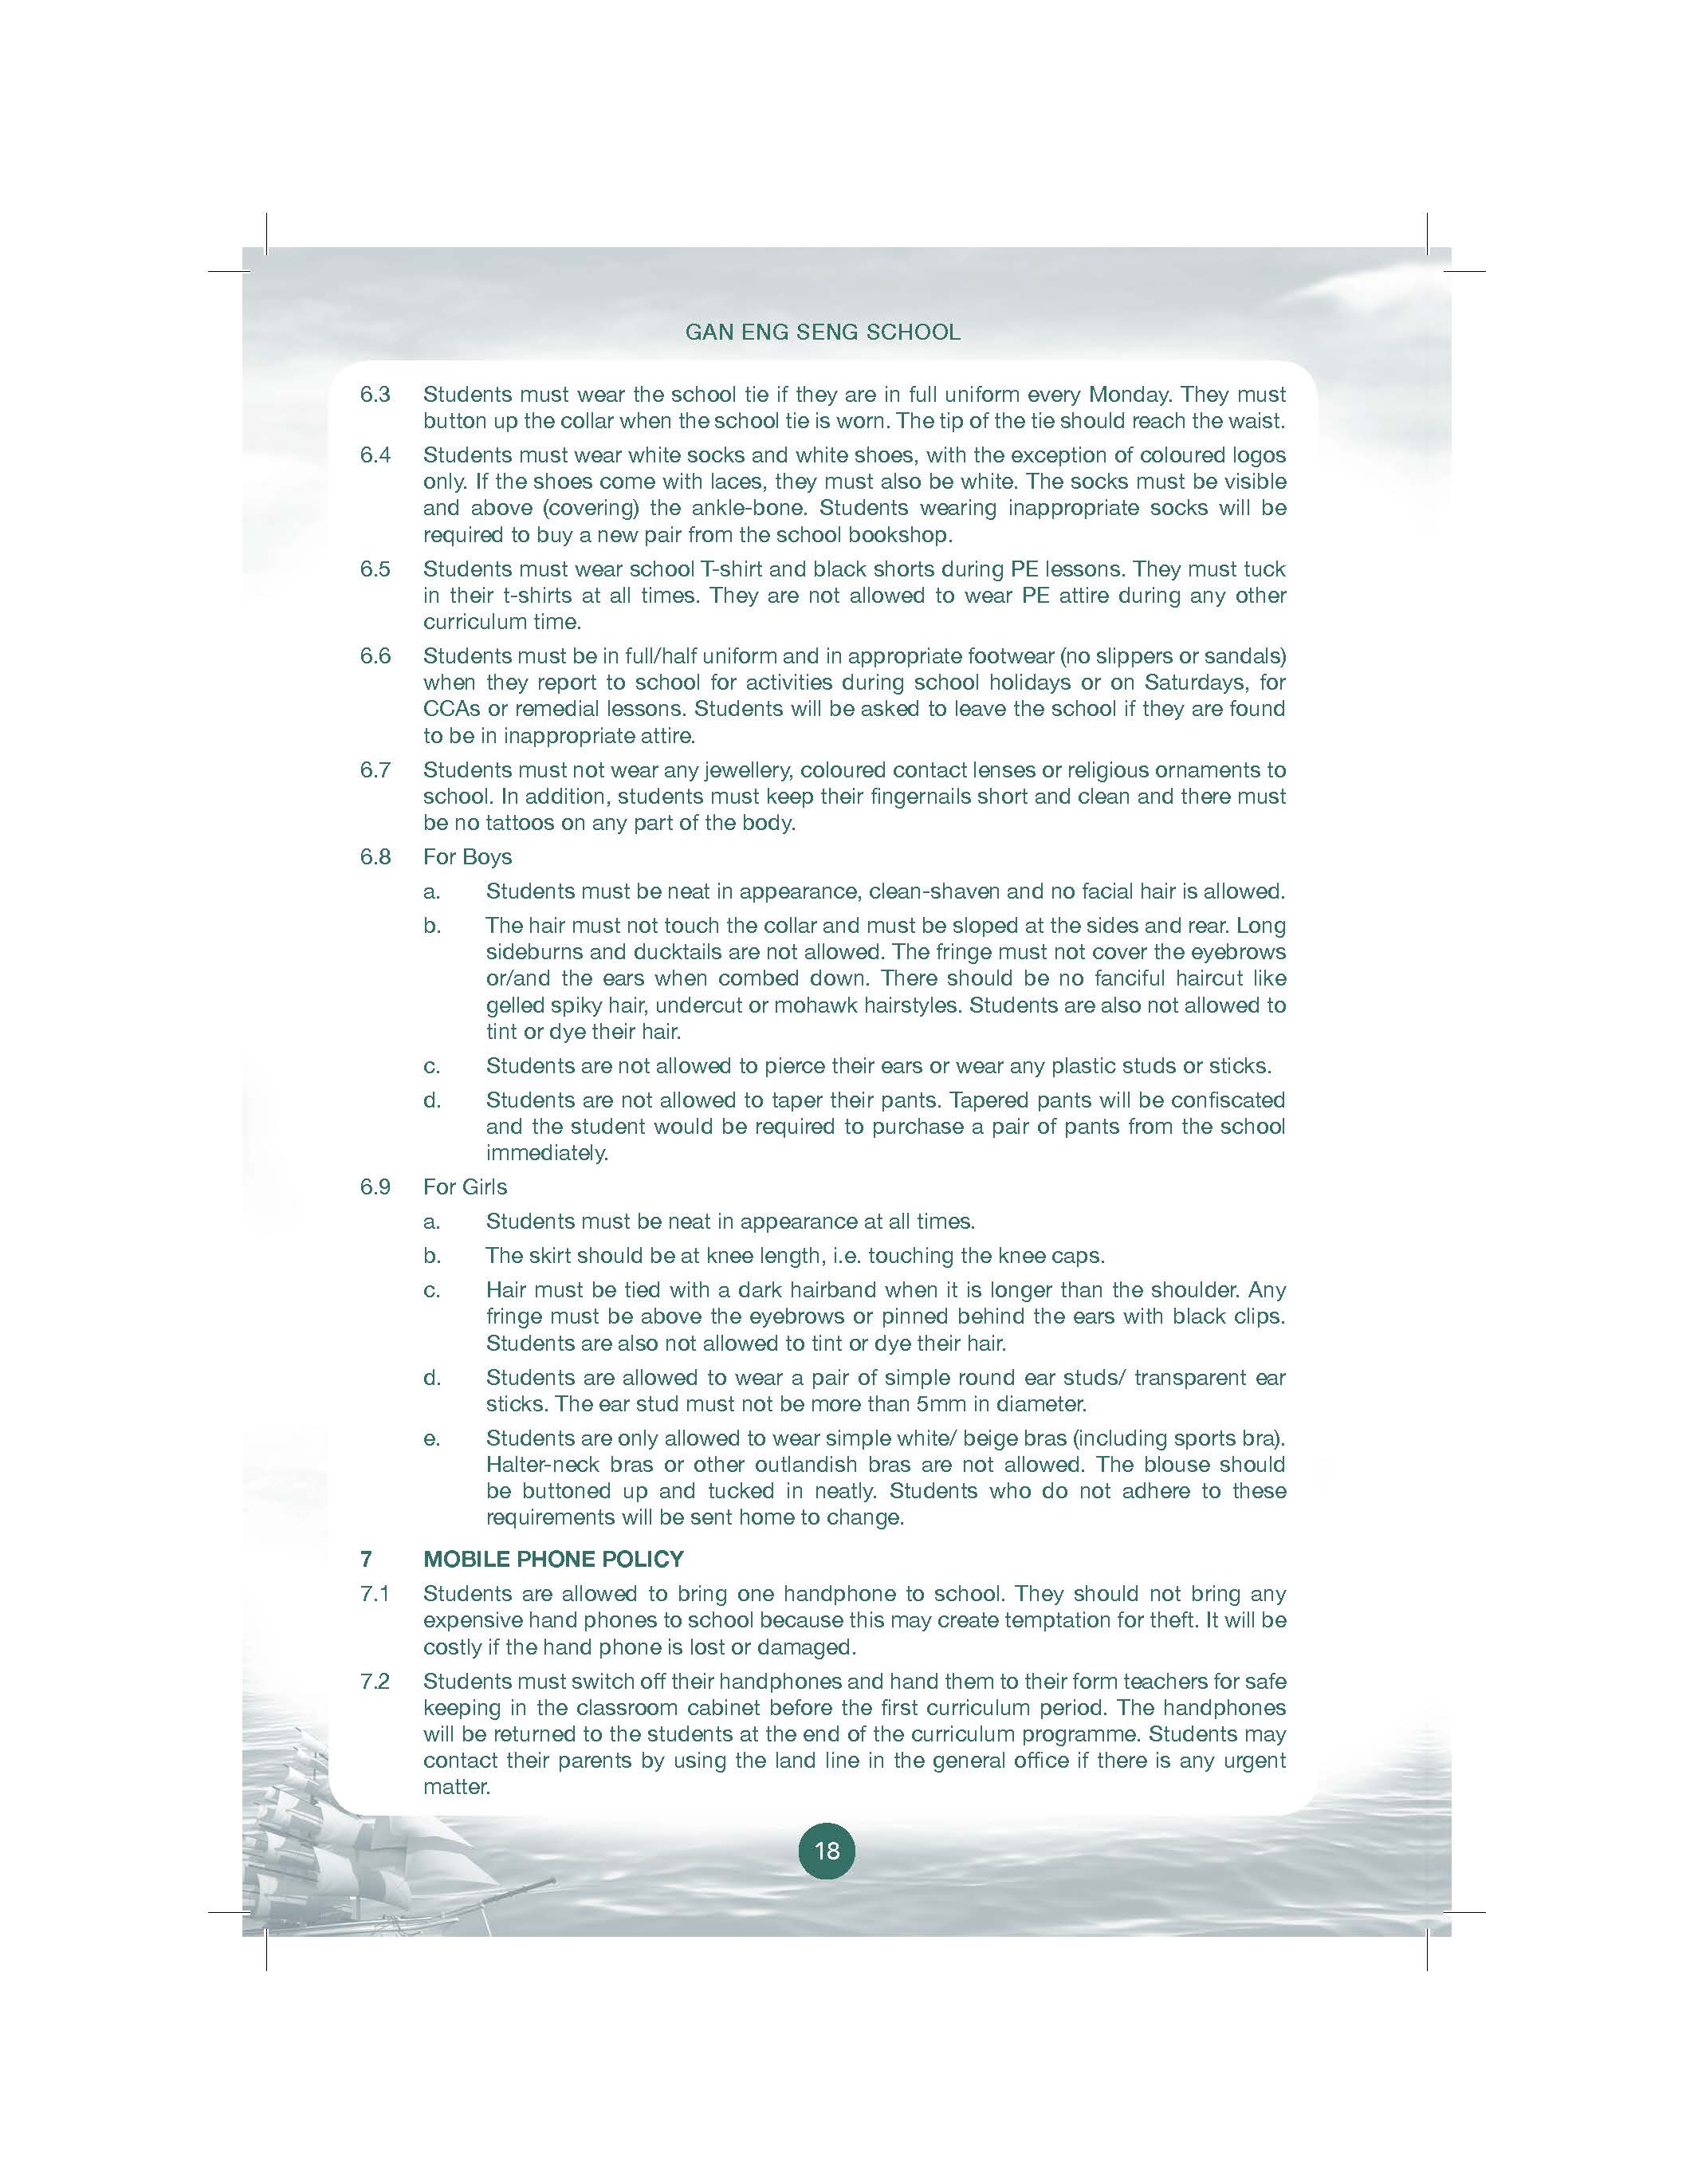 GAN ENG SENG SCHOOL
6.3 Students must wear the school tie if they are in full uniform every Monday. They must
button up the collar when the school tie is worn. The tip of the tie should reach the waist.
6.4 Students must wear white socks and white shoes, with the exception of coloured logos
only. If the shoes come with laces, they must also be white. The socks must be visible
and above (covering) the ankle-bone. Students wearing inappropriate socks will be
required to buy a new pair from the school bookshop.
6.5 Students must wear school T-shirt and black shorts during PE lessons. They must tuck
in their t-shirts at all times. They are not allowed to wear PE attire during any other
curriculum time.
6.6 Students must be in full/half uniform and in appropriate footwear (no slippers or sandals)
when they report to school for activities during school holidays or on Saturdays, for
CCAs or remedial lessons. Students will be asked to leave the school if they are found
to be in inappropriate attire.
6.7 Students must not wear any jewellery, coloured contact lenses or religious ornaments to
school. In addition, students must keep their fingernails short and clean and there must
be no tattoos on any part of the body.
6.8 For Boys
a. Students must be neat in appearance, clean-shaven and no facial hair is allowed.
b. The hair must not touch the collar and must be sloped at the sides and rear. Long
sideburns and ducktails are not allowed. The fringe must not cover the eyebrows
or/and the ears when combed down. There should be no fanciful haircut like
gelled spiky hair, undercut or mohawk hairstyles. Students are also not allowed to
tint or dye their hair.
c. Students are not allowed to pierce their ears or wear any plastic studs or sticks.
d. Students are not allowed to taper their pants. Tapered pants will be confiscated
and the student would be required to purchase a pair of pants from the school
immediately.
6.9 For Girls
a. Students must be neat in appearance at all times.
b. The skirt should be at knee length, i.e. touching the knee caps.
c. Hair must be tied with a dark hairband when it is longer than the shoulder. Any
fringe must be above the eyebrows or pinned behind the ears with black clips.
Students are also not allowed to tint or dye their hair.
d. Students are allowed to wear a pair of simple round ear studs/ transparent ear
sticks. The ear stud must not be more than 5mm in diameter.
e. Students are only allowed to wear simple white/ beige bras (including sports bra).
Halter-neck bras or other outlandish bras are not allowed. The blouse should
be buttoned up and tucked in neatly. Students who do not adhere to these
requirements will be sent home to change.
7 MOBILE PHONE POLICY
7.1 Students are allowed to bring one handphone to school. They should not bring any
expensive hand phones to school because this may create temptation for theft. It will be
costly if the hand phone is lost or damaged.
7.2 Students must switch off their handphones and hand them to their form teachers for safe
keeping in the classroom cabinet before the first curriculum period. The handphones
will be returned to the students at the end of the curriculum programme. Students may
contact their parents by using the land line in the general office if there is any urgent
matter.
18